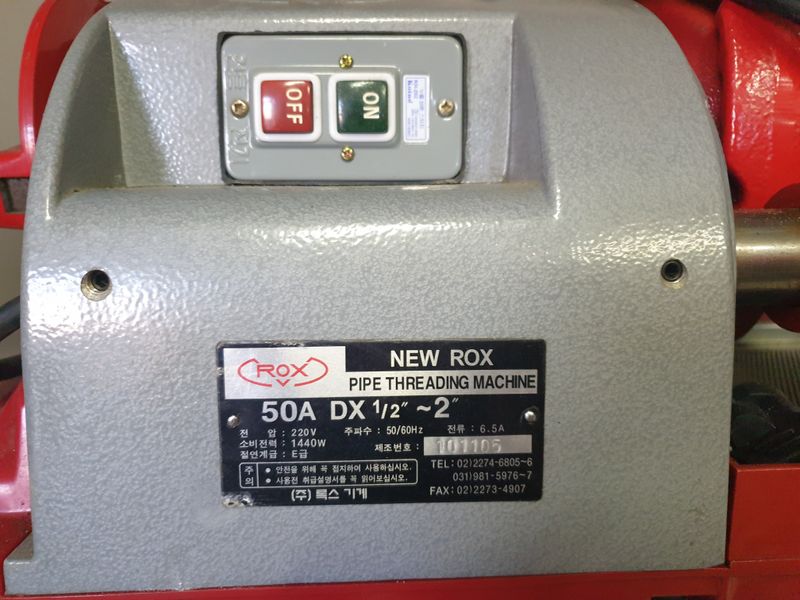 OFF
ON
ROX
NEW ROX
PIPE THREADING MACHINE
50A DX 1/2″ ~2″
전 압 : 220V 주파수 : 50/60Hz 전류 : 6.5A
소비전력 : 1440W
절연계급 : E급
제조번호 : 101105
주의
• 안전을 위해 꼭 접지하여 사용하십시오.
• 사용전 취급설명서를 꼭 읽어보십시오.
(주) 록스 기계
TEL : 02)2274-6805~6
031)981-5976~7
FAX : 02)2273-4907